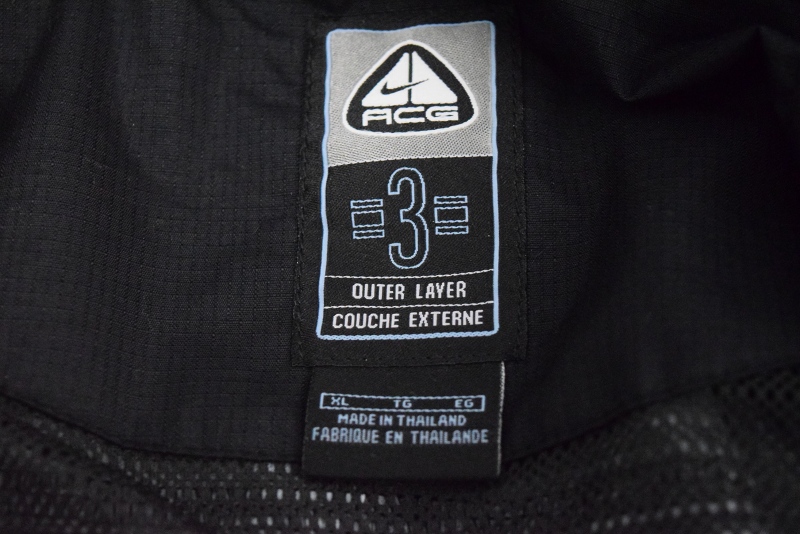 ACG
3
OUTER LAYER
COUCHE EXTERNE
XL TG EG
MADE IN THAILAND
FABRIQUE EN THAILANDE